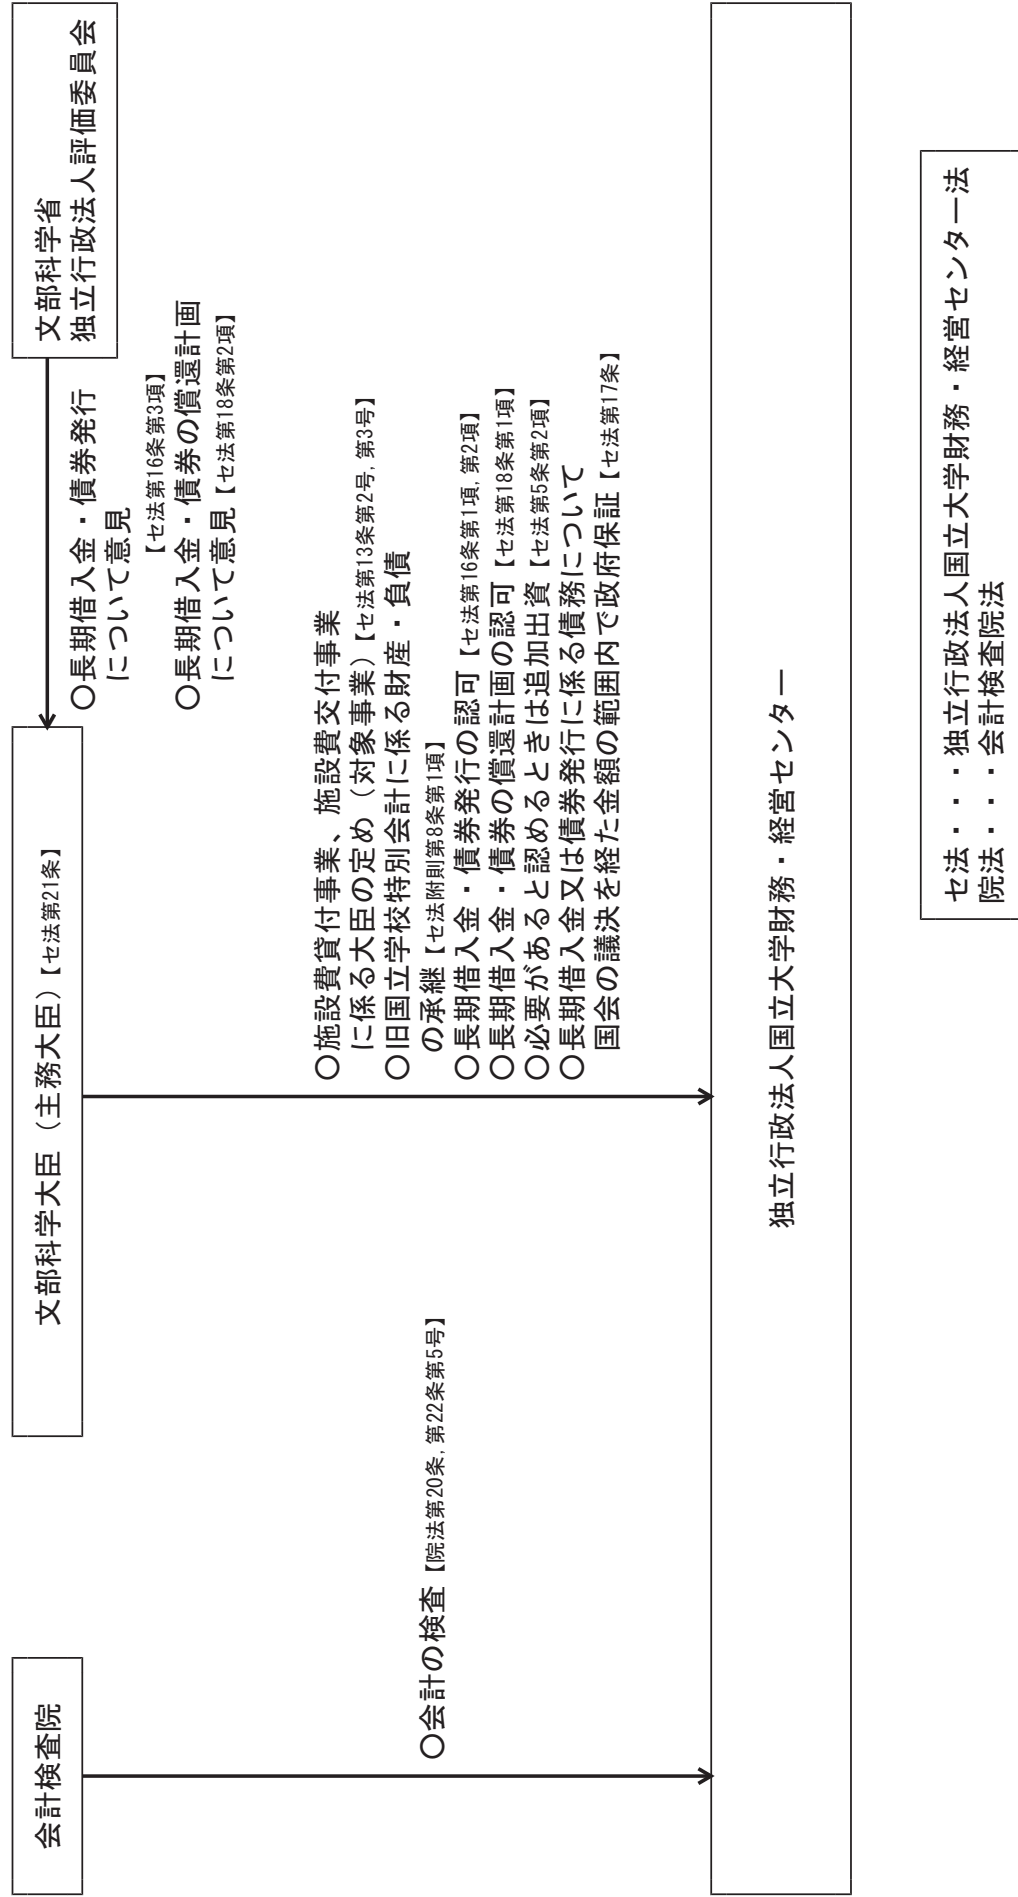 会計検査院
文部科学大臣（主務大臣）【セ法第21条】
文部科学省
独立行政法人評価委員会
○長期借入金・債券発行
について意見
【セ法第16条第3項】
○長期借入金・債券の償還計画
について意見【セ法第18条第2項】
○会計の検査【院法第20条,第22条第5号】
○施設費貸付事業、施設費交付事業
に係る大臣の定め（対象事業）【セ法第13条第2号,第3号】
○旧国立学校特別会計に係る財産・負債
の承継【セ法附則第8条第1項】
○長期借入金・債券発行の認可【セ法第16条第1項,第2項】
○長期借入金・債券の償還計画の認可【セ法第18条第1項】
○必要があると認めるときは追加出資【セ法第5条第2項】
○長期借入金又は債券発行に係る債務について
国会の議決を経た金額の範囲内で政府保証【セ法第17条】
独立行政法人国立大学財務・経営センター
セ法・・・独立行政法人国立大学財務・経営センター法
院法・・・会計検査院法